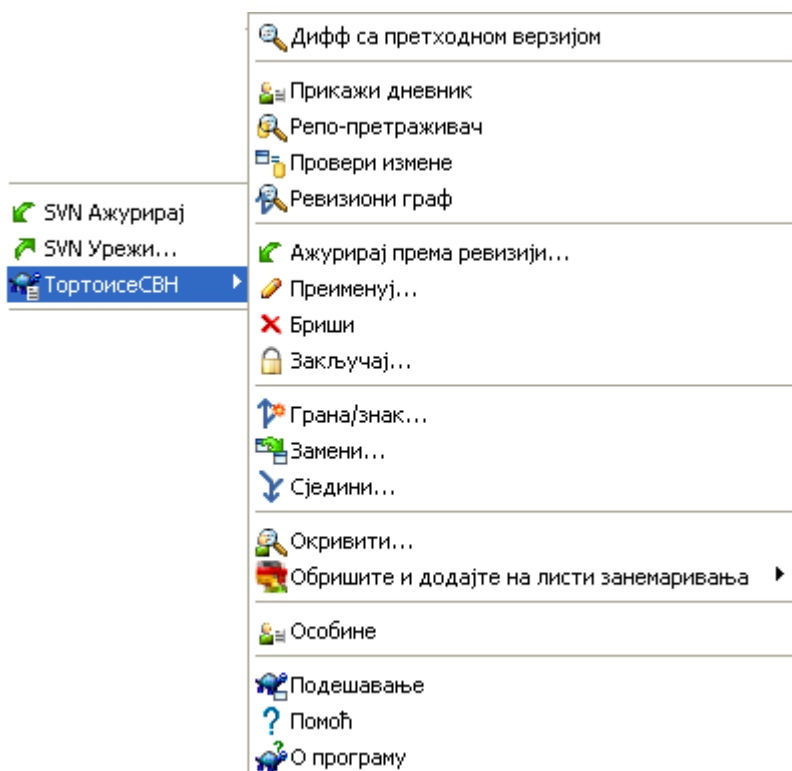 SVN Ажурирај
SVN Урежи...
ТортоисеСВН
Дифф са претходном верзијом
Прикажи дневник
Репо-претраживач
Провери измене
Ревизиони граф
Ажурирај према ревизији...
Преименуј...
Бриши
Закључај...
Грана/знак...
Замени...
Сједини...
Окривити...
Обришите и додајте на листи занемаривања
Особине
Подешавање
Помоћ
О програму